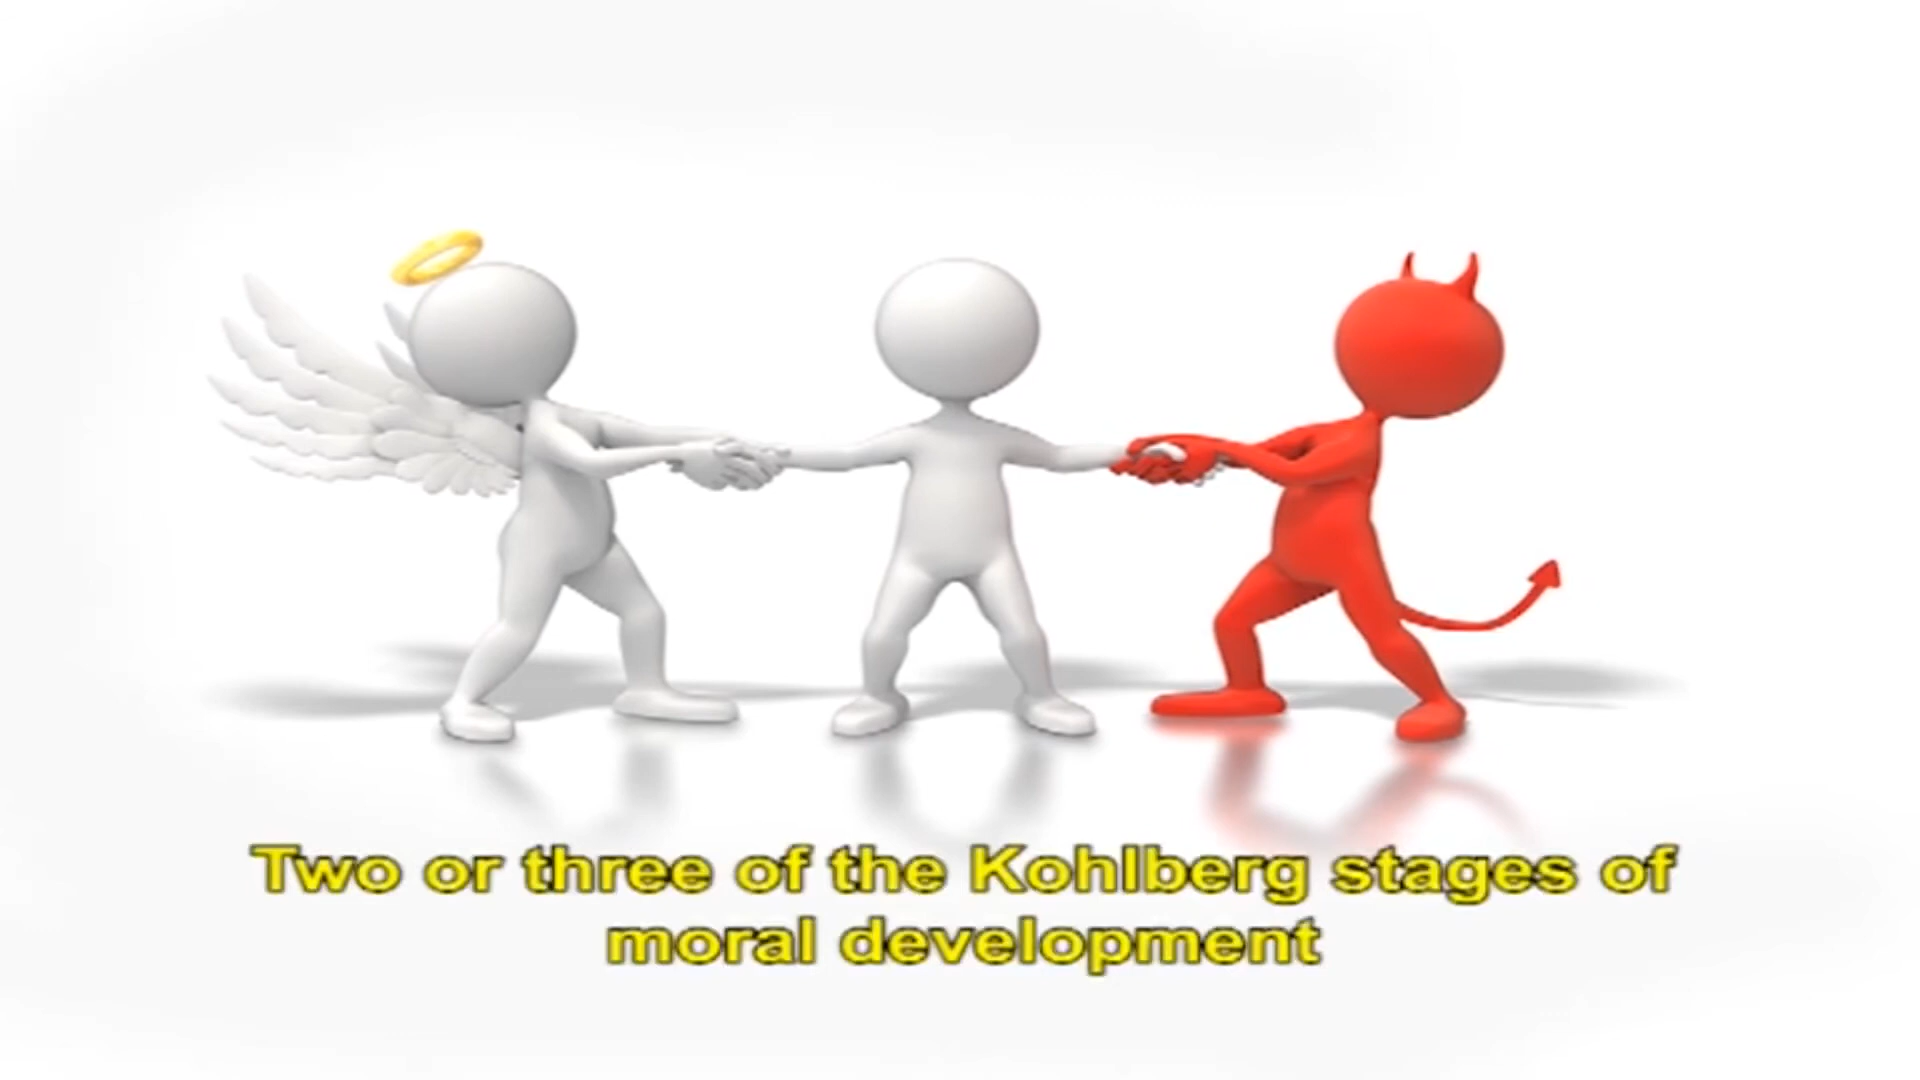 Two or three of the Kohlberg stages of
moral development